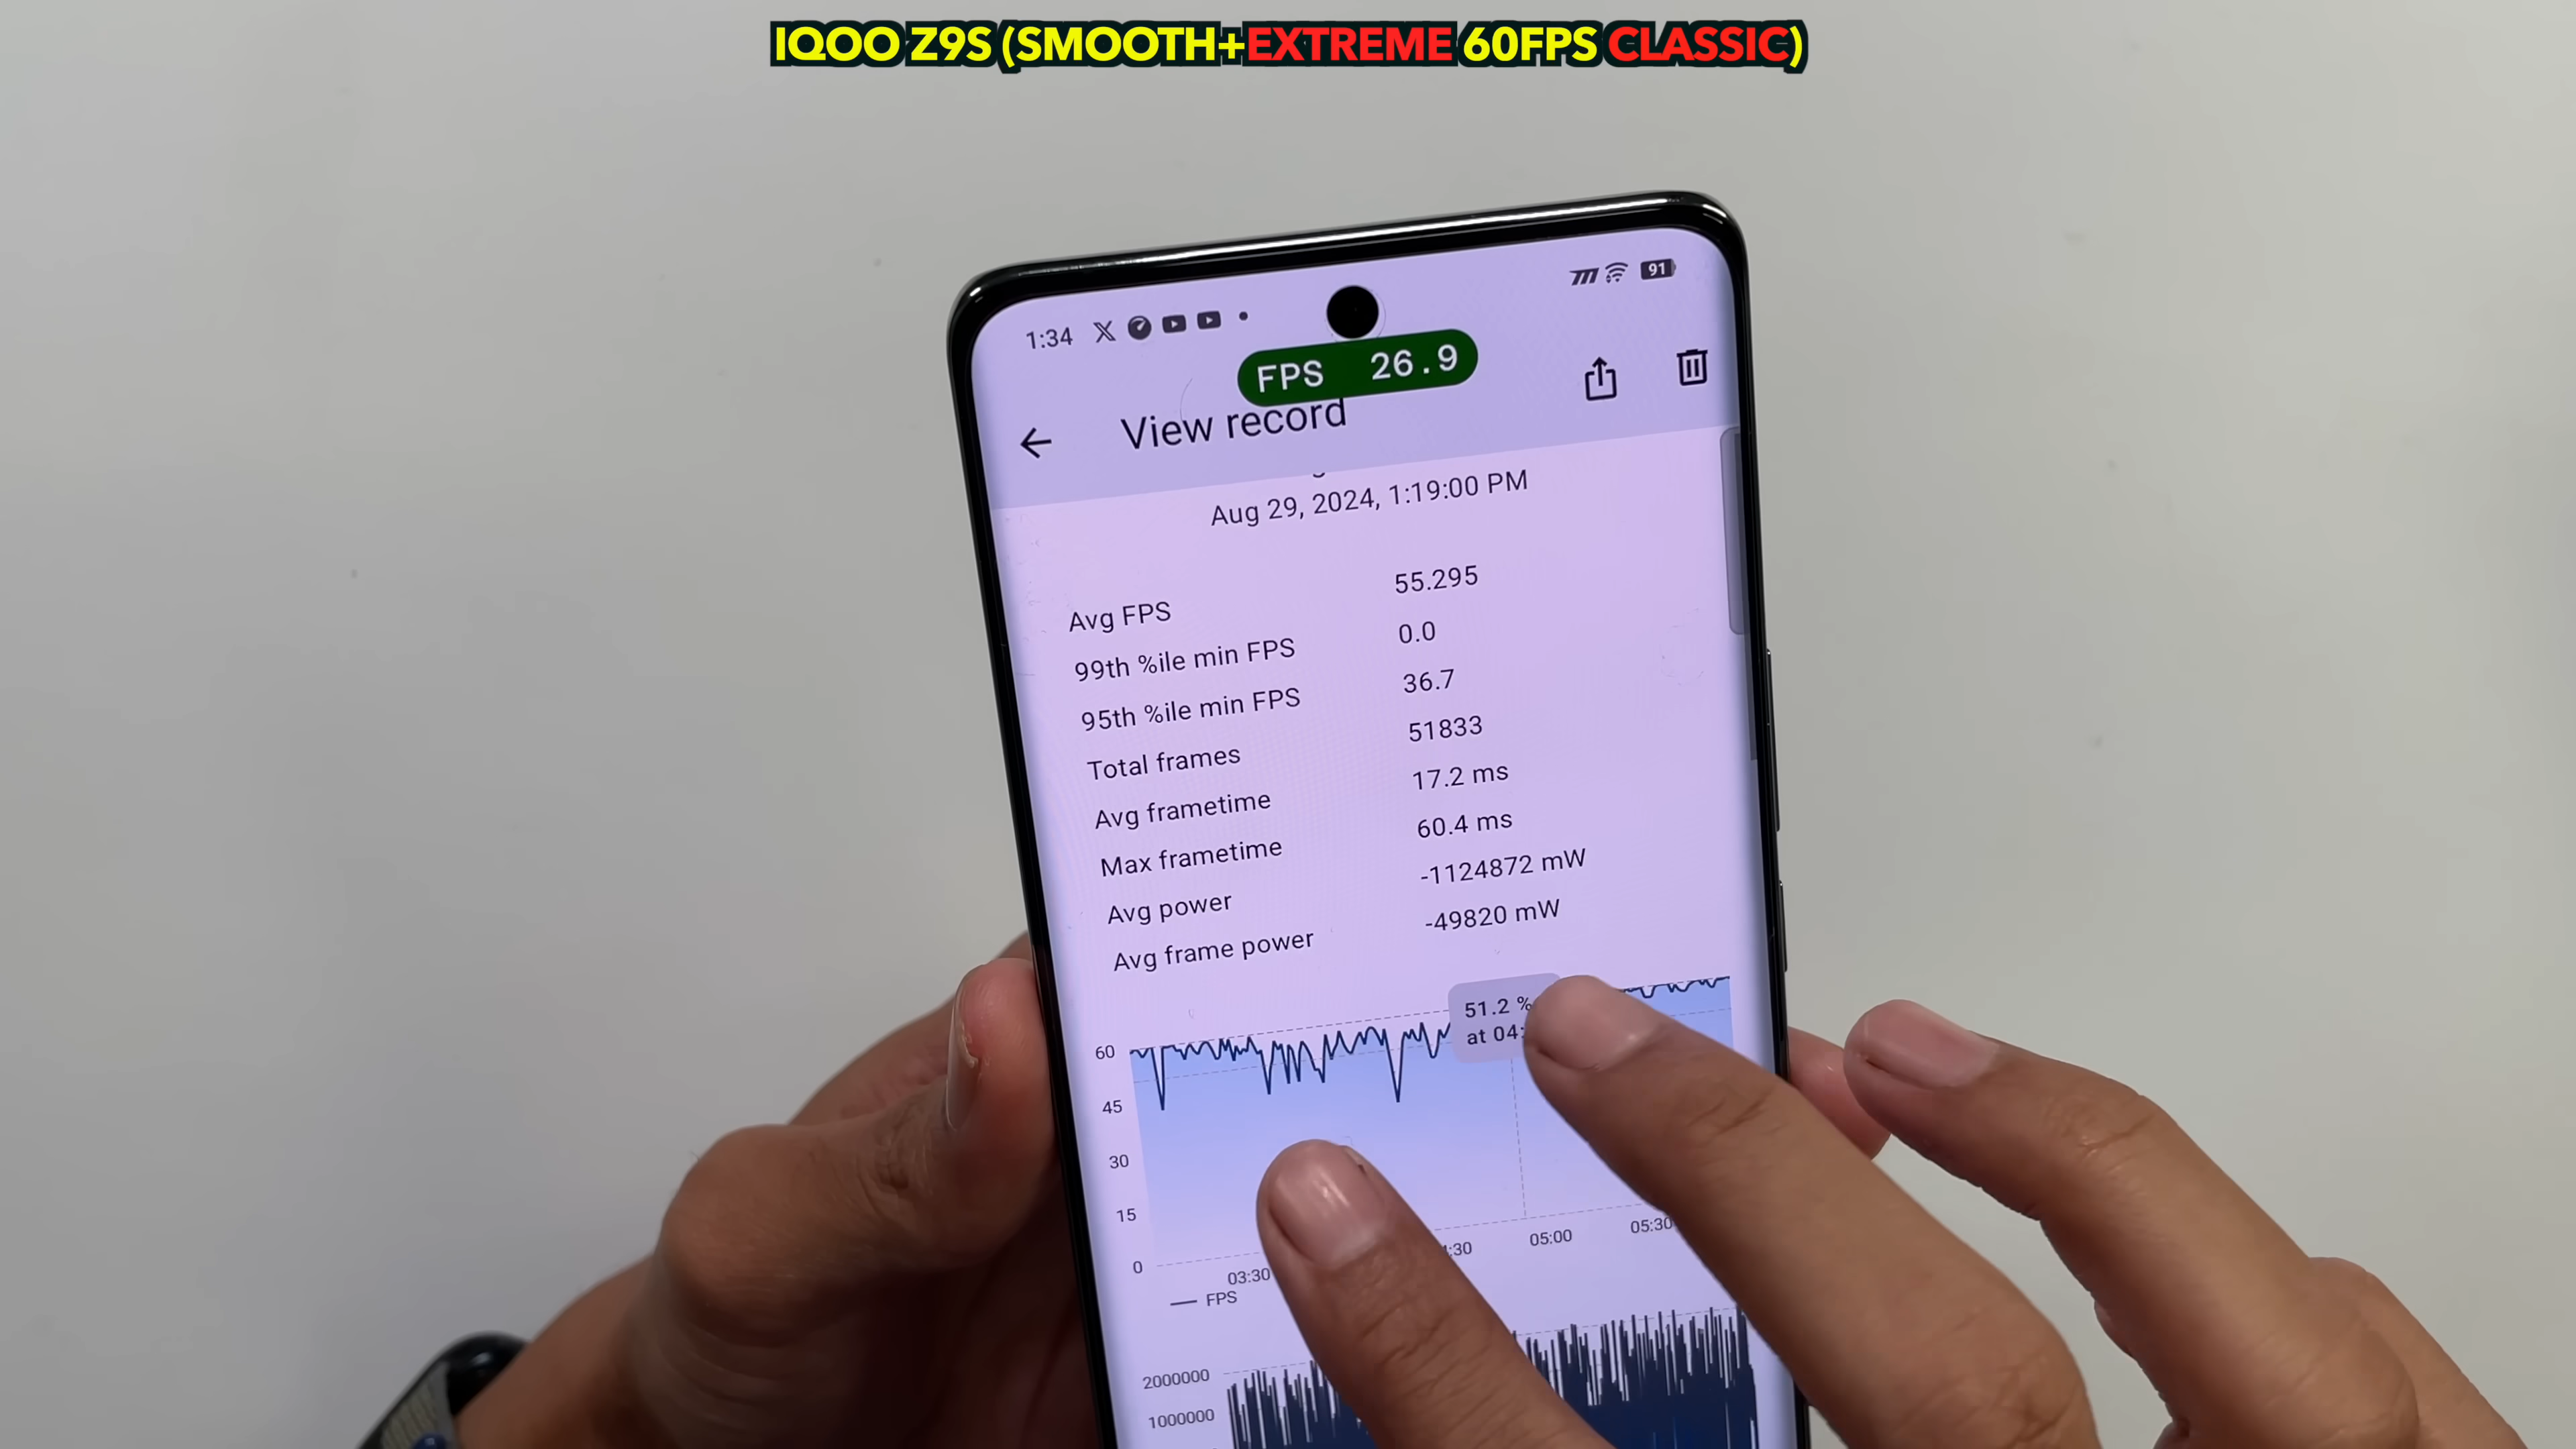 IQOO Z9S (SMOOTH+EXTREME 60FPS CLASSIC)
1:34
91
FPS 26.9
View record
Aug 29, 2024, 1:19:00 PM
Avg FPS 55.295
99th %ile min FPS 0.0
95th %ile min FPS 36.7
Total frames 51833
Avg frametime 17.2 ms
Max frametime 60.4 ms
Avg power -1124872 mW
Avg frame power -49820 mW
51.2 %
at 04:
60
45
30
15
0
03:30 :30 05:00 05:30
FPS
2000000
1000000